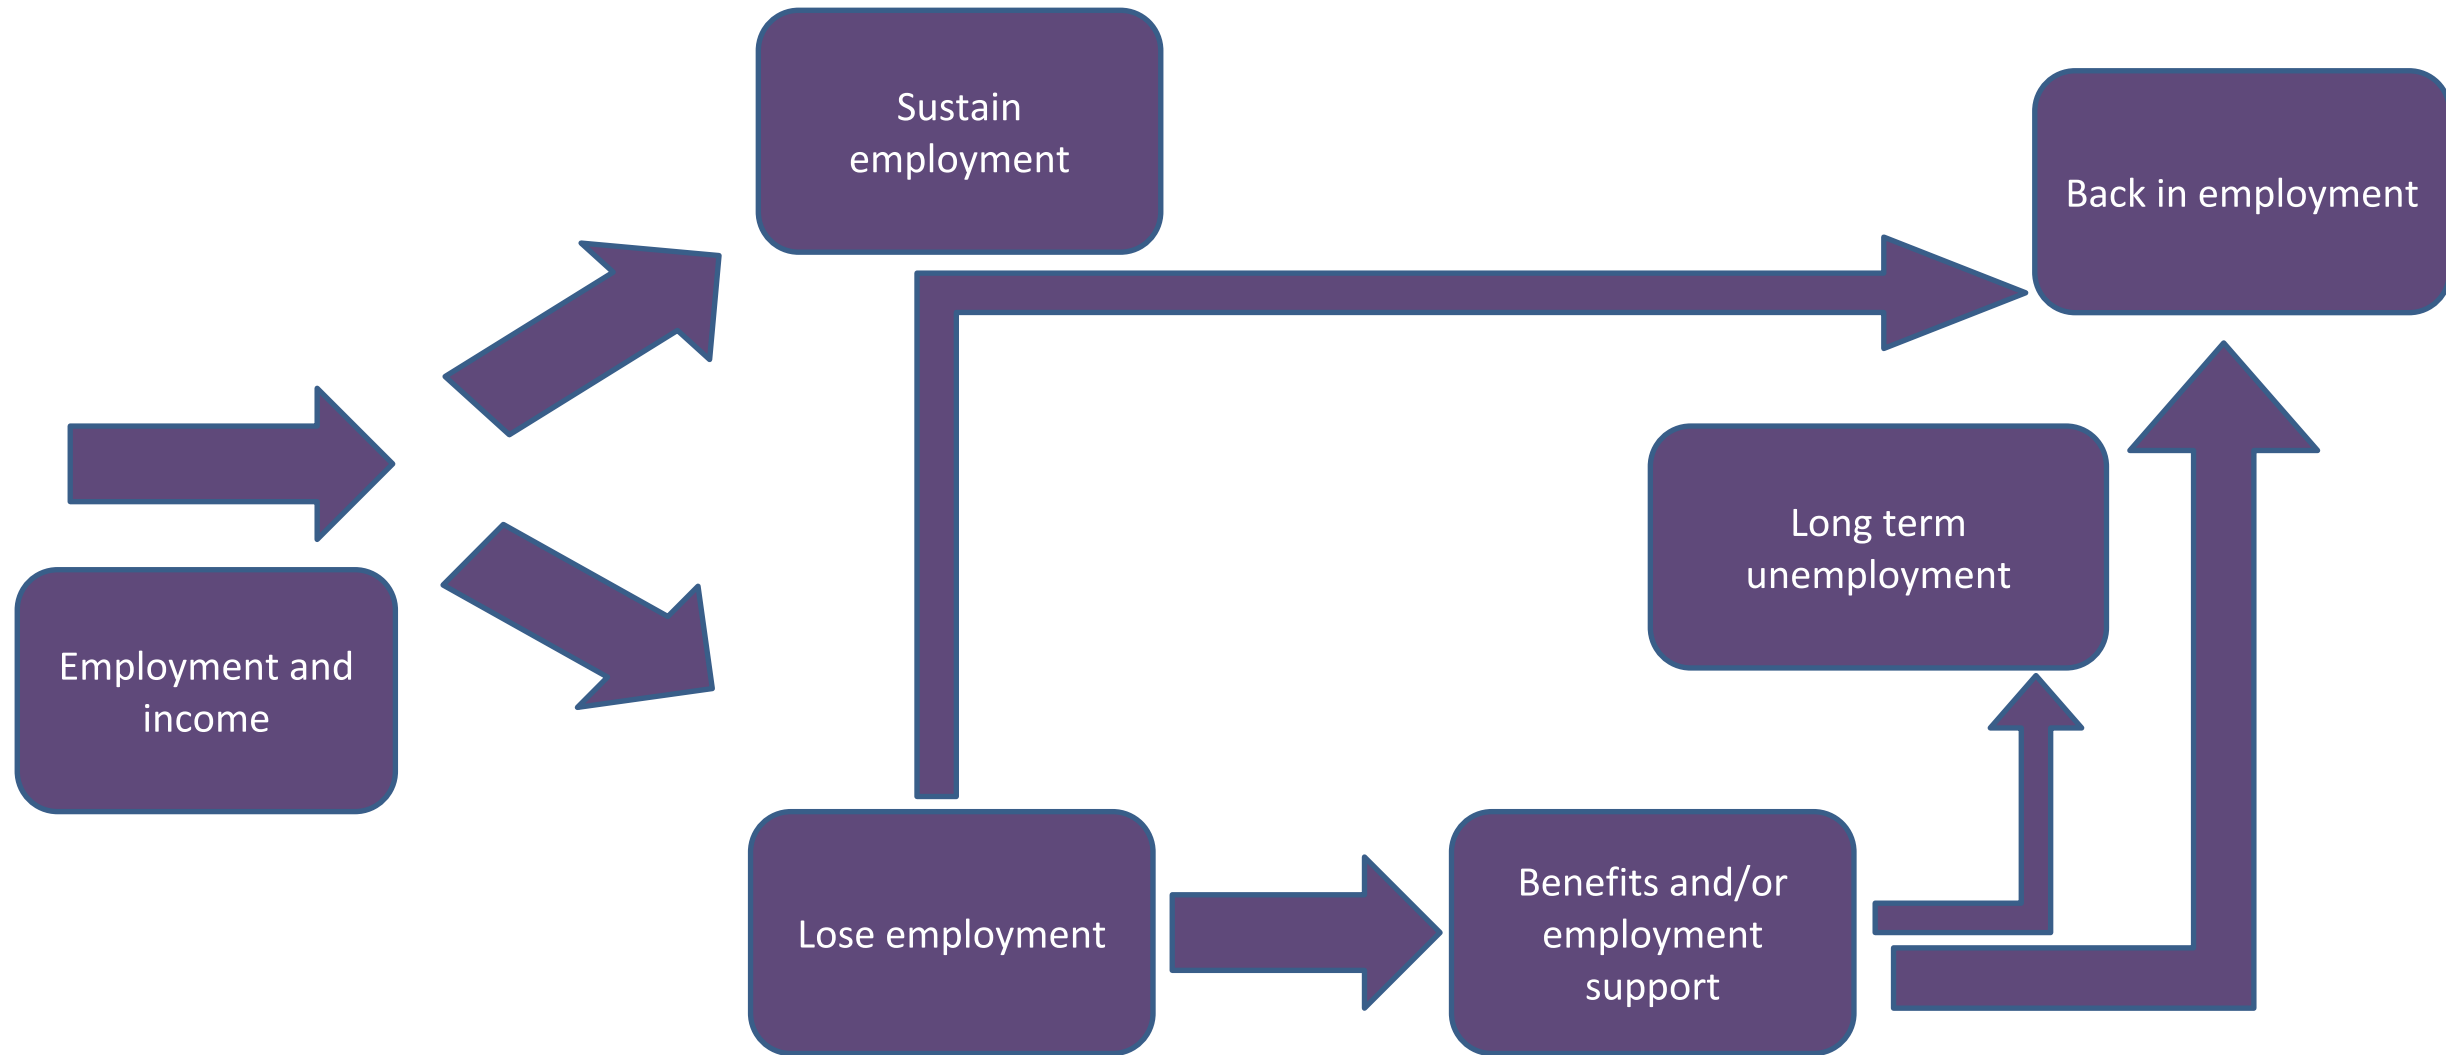 Sustain
employment
Back in employment
Long term
unemployment
Employment and
income
Lose employment
Benefits and/or
employment
support